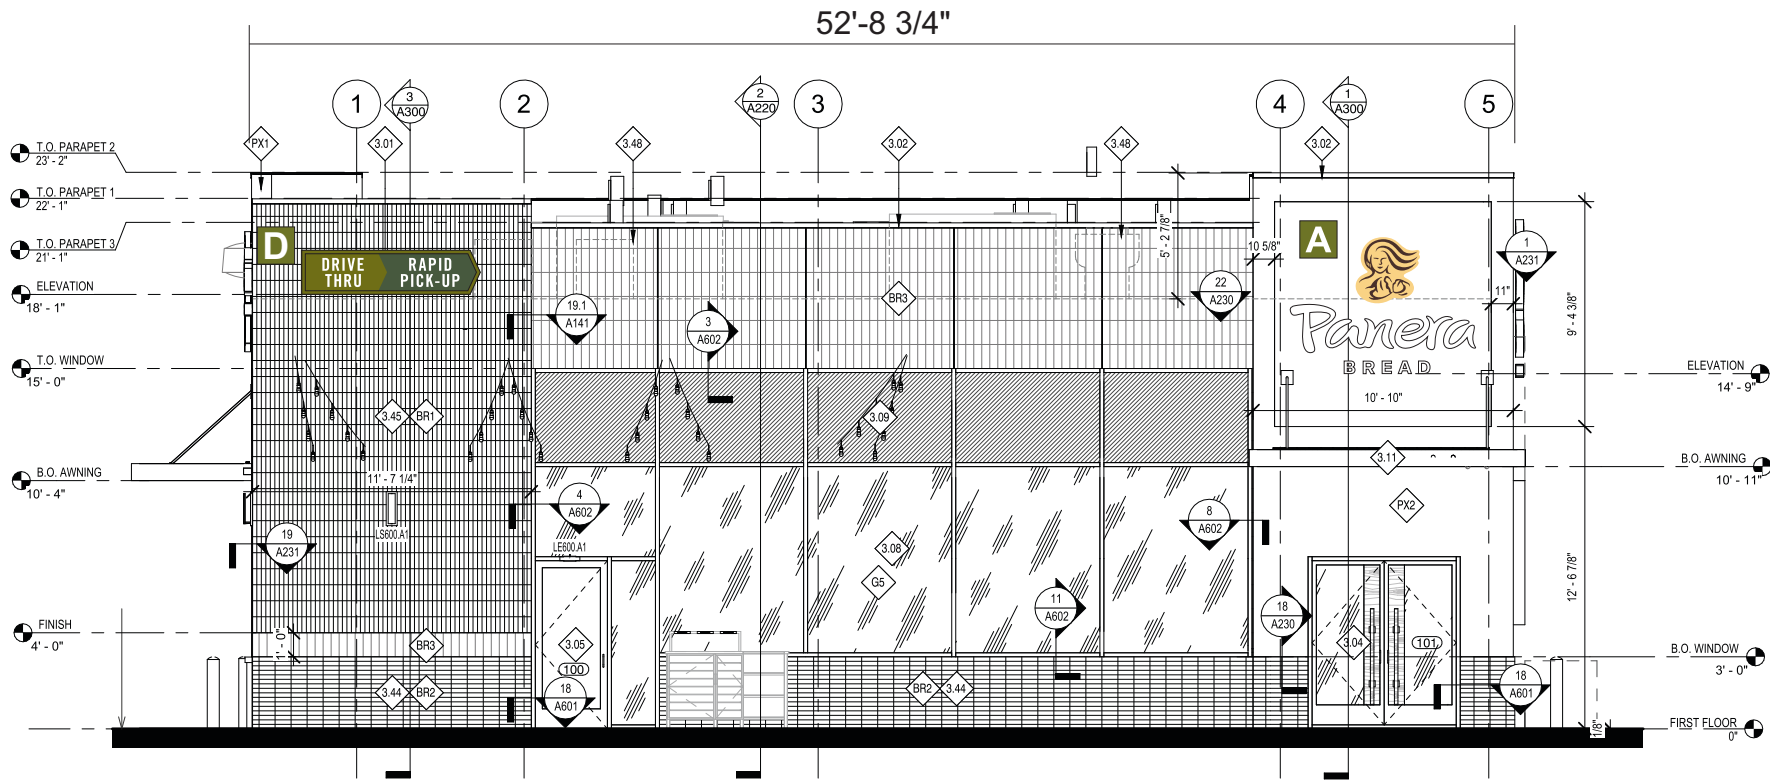 52'-8 3/4"
1
3
A300
2
2
A220
3
4
1
A300
5
T.O. PARAPET 2
23' - 2"
PX1
3.01
3.48
3.02
3.48
3.02
T.O. PARAPET 1
22' - 1"
T.O. PARAPET 3
21' - 1"
D
DRIVE THRU
RAPID PICK-UP
5' - 2 7/8"
10 5/8"
A
1
A231
ELEVATION
18' - 1"
19.1
A141
3
A602
BR3
22
A230
11"
9' - 4 3/8"
Panera
BREAD
T.O. WINDOW
15' - 0"
ELEVATION
14' - 9"
10' - 10"
3.45
BR1
3.09
3.11
B.O. AWNING
10' - 4"
11' - 7 1/4"
B.O. AWNING
10' - 11"
LS600.A1
4
A602
8
A602
PX2
19
A231
LE600.A1
3.08
G5
12' - 6 7/8"
11
A602
18
A230
FINISH
4' - 0"
1' - 0"
BR3
3.05
100
3.04
101
B.O. WINDOW
3' - 0"
3.44
BR2
18
A601
BR2
3.44
18
A601
FIRST FLOOR
0"
1/8"